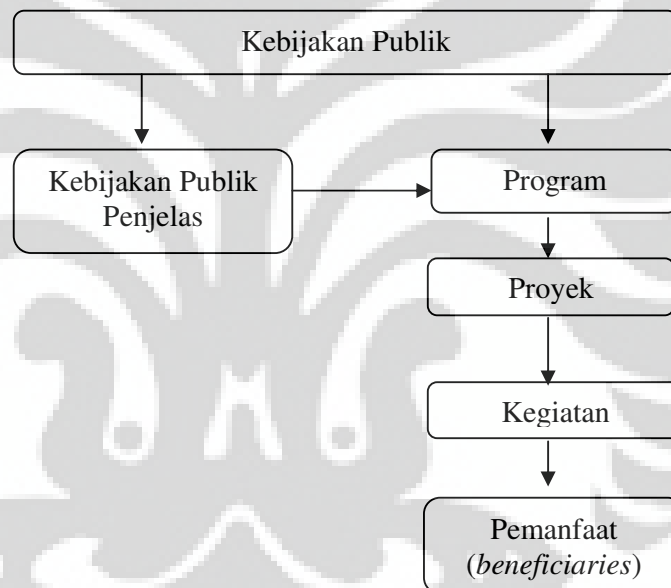 Kebijakan Publik
Kebijakan Publik
Penjelas
Program
Proyek
Kegiatan
Pemanfaat
(beneficiaries)